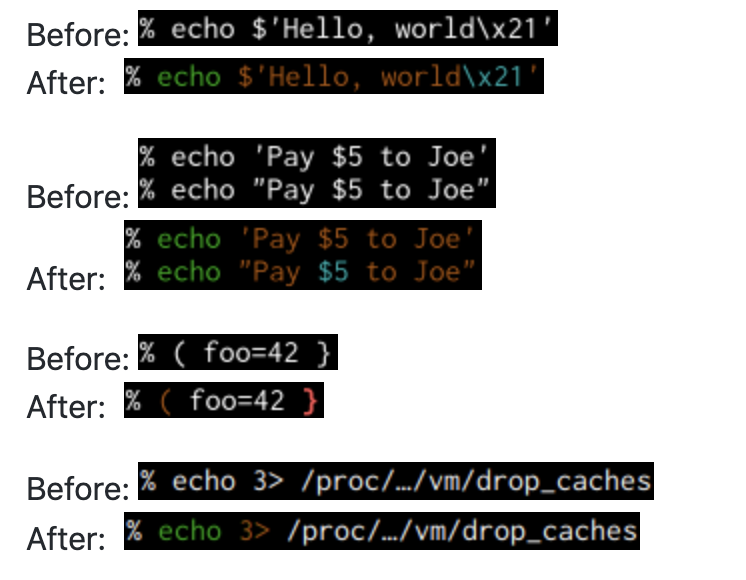 Before: % echo $'Hello, world\x21'
After: % echo $'Hello, world\x21'
% echo 'Pay $5 to Joe'
Before: % echo "Pay $5 to Joe"
% echo 'Pay $5 to Joe'
After: % echo "Pay $5 to Joe"
Before: % ( foo=42 }
After: % ( foo=42 }
Before: % echo 3> /proc/…/vm/drop_caches
After: % echo 3> /proc/…/vm/drop_caches